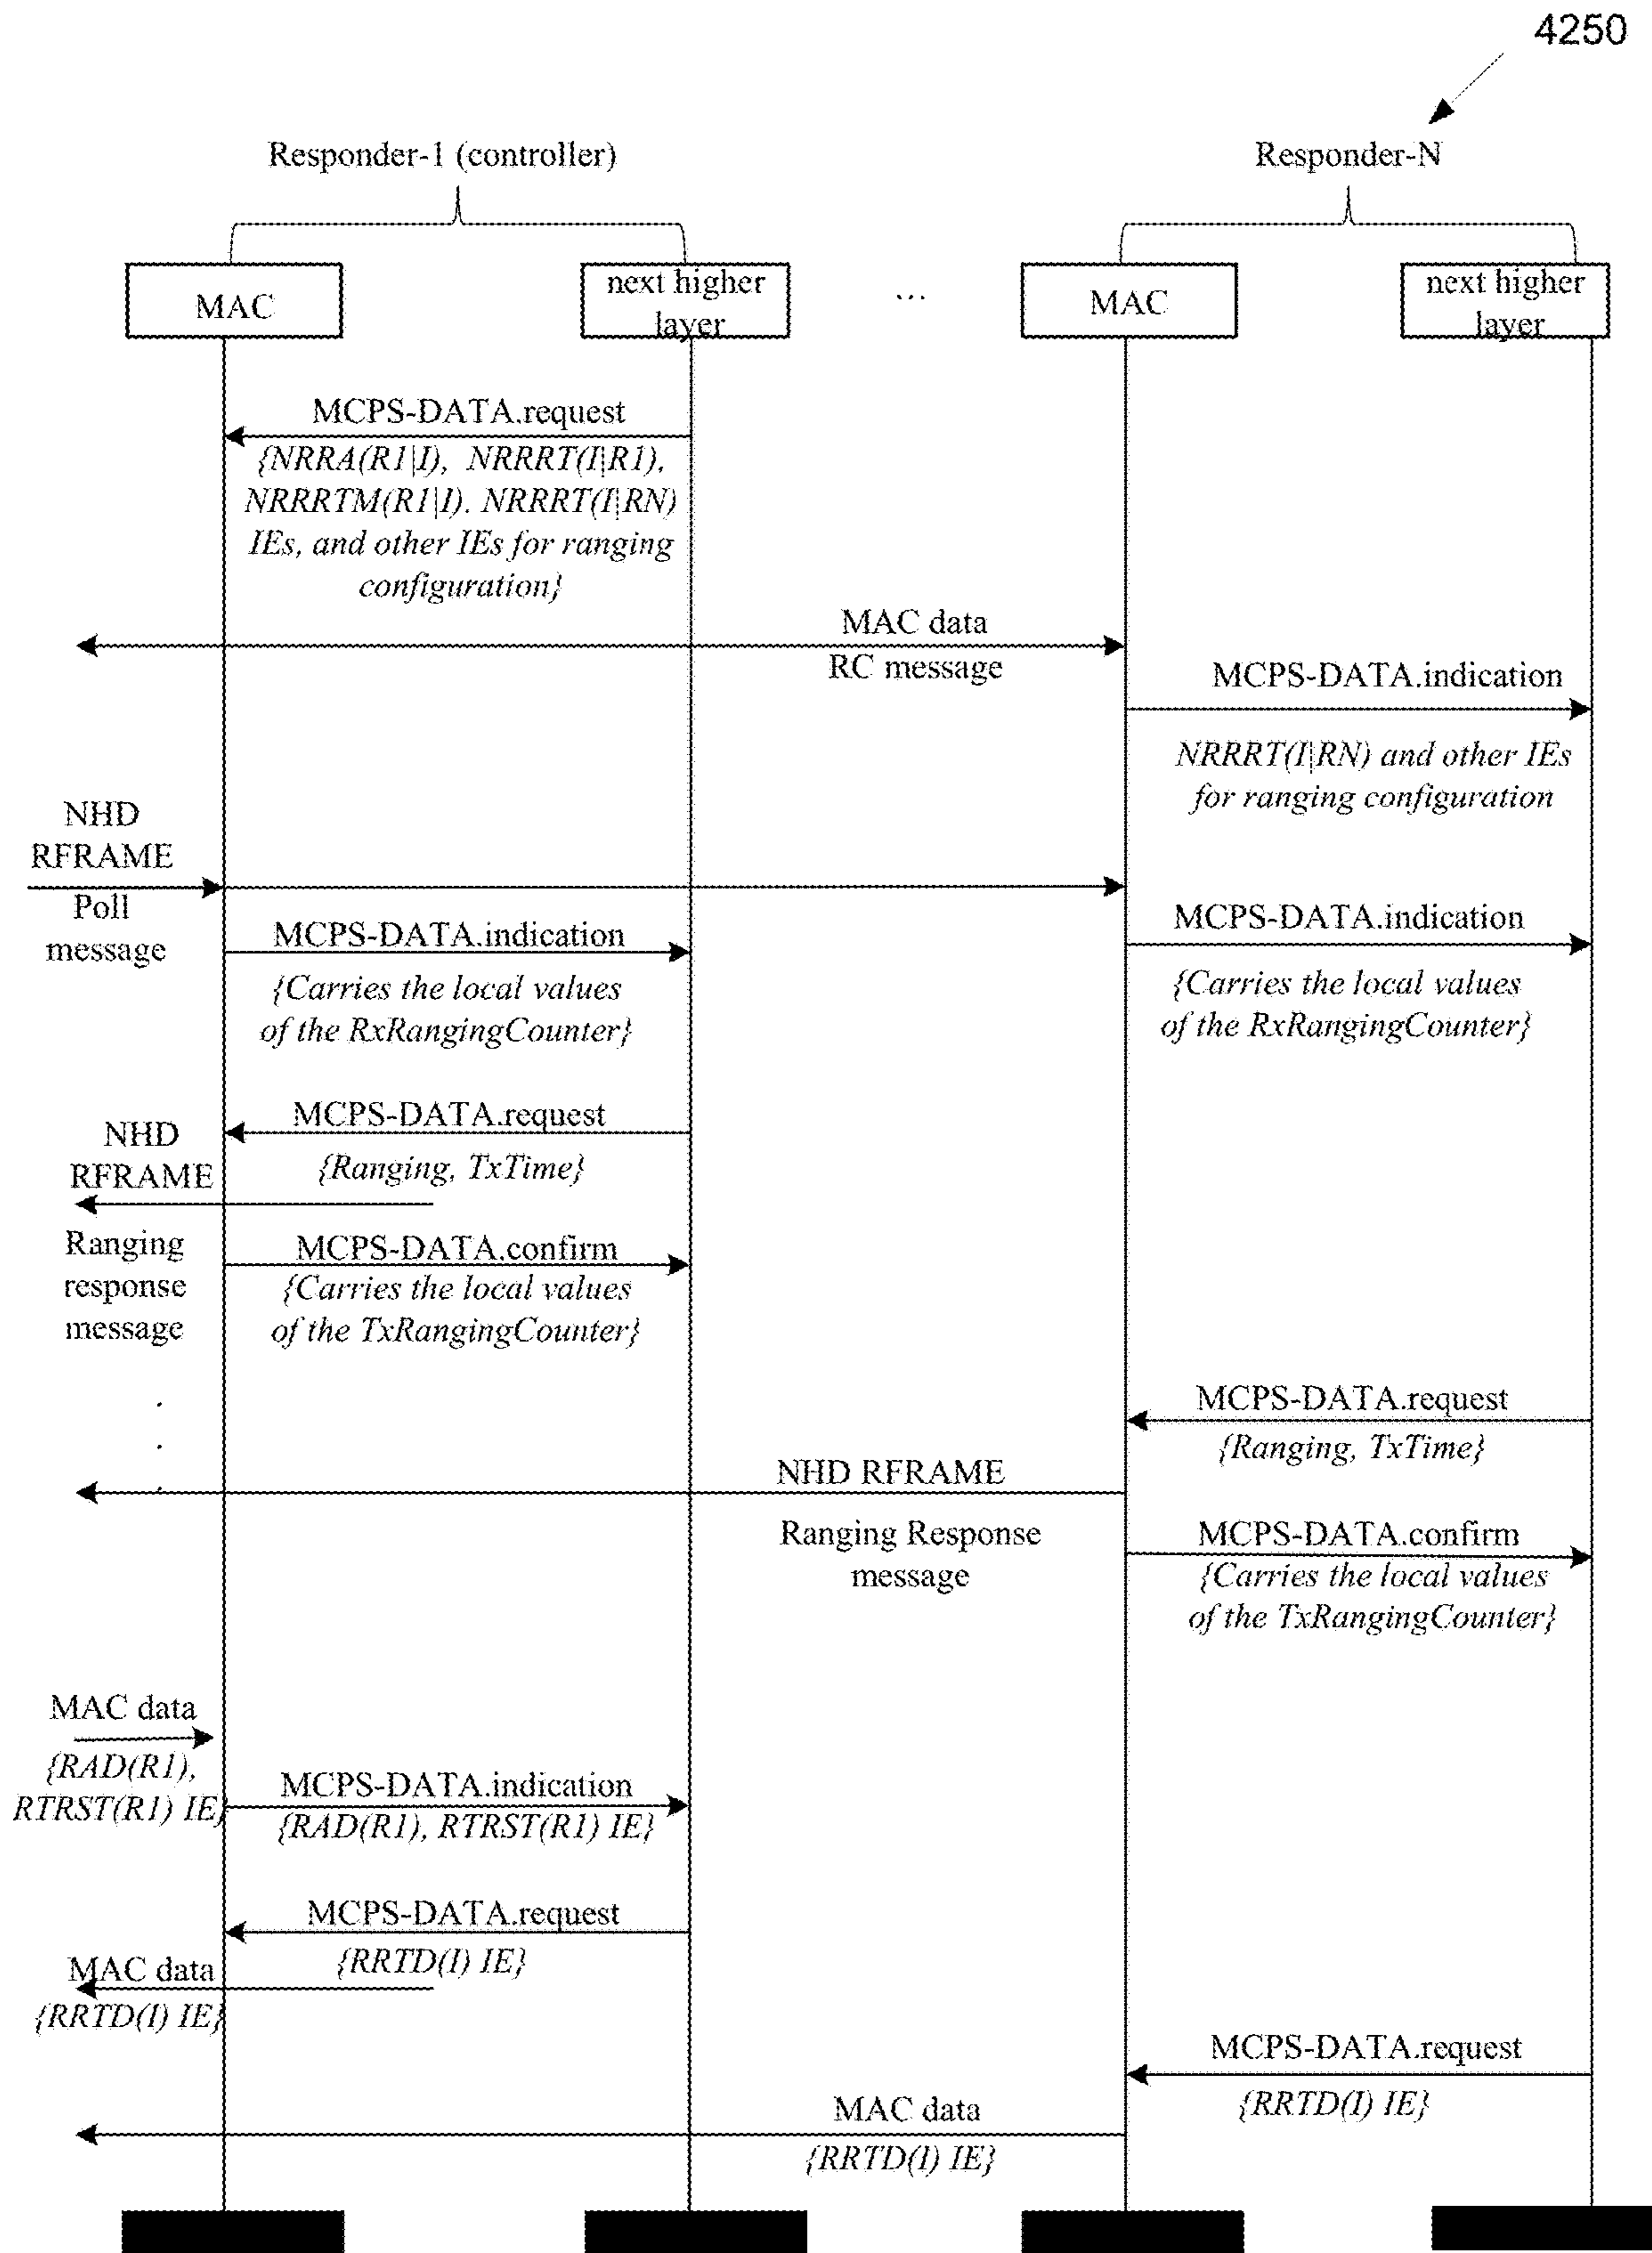 4250
Responder-1 (controller)
Responder-N
MAC
next higher
layer
...
MAC
next higher
layer
MCPS-DATA.request
{NRRA(R1|I), NRRRT(I|R1),
NRRRTM(R1|I). NRRRT(I|RN)
IEs, and other IEs for ranging
configuration}
MAC data
RC message
MCPS-DATA.indication
NRRRT(I|RN) and other IEs
for ranging configuration
NHD
RFRAME
Poll
message
MCPS-DATA.indication
{Carries the local values
of the RxRangingCounter}
MCPS-DATA.indication
{Carries the local values
of the RxRangingCounter}
MCPS-DATA.request
{Ranging, TxTime}
NHD
RFRAME
Ranging
response
message
MCPS-DATA.confirm
{Carries the local values
of the TxRangingCounter}
MCPS-DATA.request
{Ranging, TxTime}
NHD RFRAME
Ranging Response
message
MCPS-DATA.confirm
{Carries the local values
of the TxRangingCounter}
MAC data
{RAD(R1),
RTRST(R1) IE}
MCPS-DATA.indication
{RAD(R1), RTRST(R1) IE}
MCPS-DATA.request
{RRTD(I) IE}
MAC data
{RRTD(I) IE}
MCPS-DATA.request
{RRTD(I) IE}
MAC data
{RRTD(I) IE}